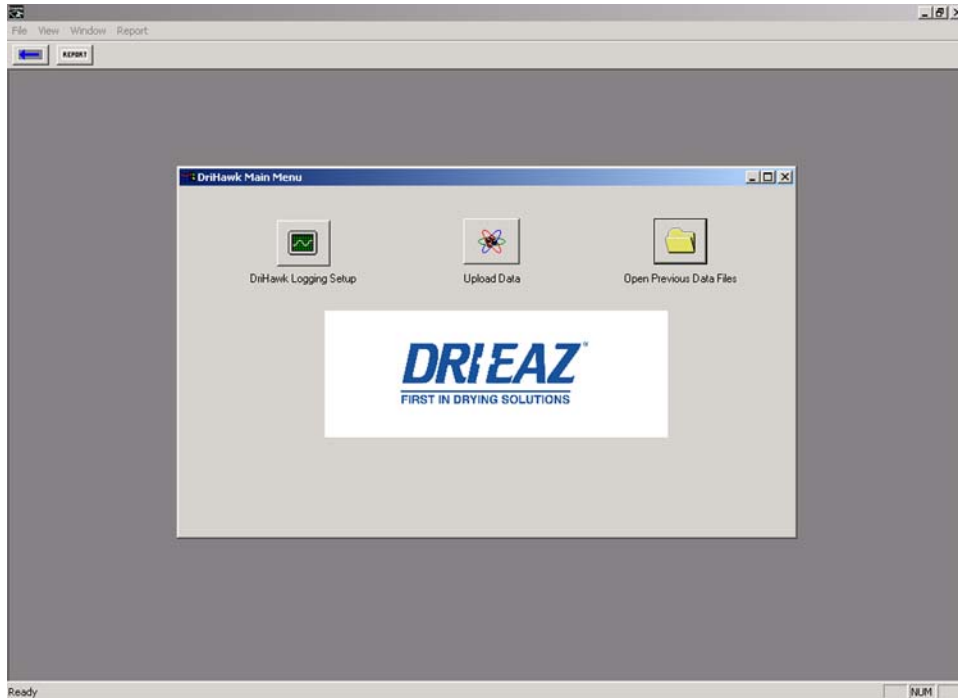 File View Window Report
REPORT
DriHawk Main Menu
DriHawk Logging Setup Upload Data Open Previous Data Files
DRI-EAZ®
FIRST IN DRYING SOLUTIONS
Ready NUM